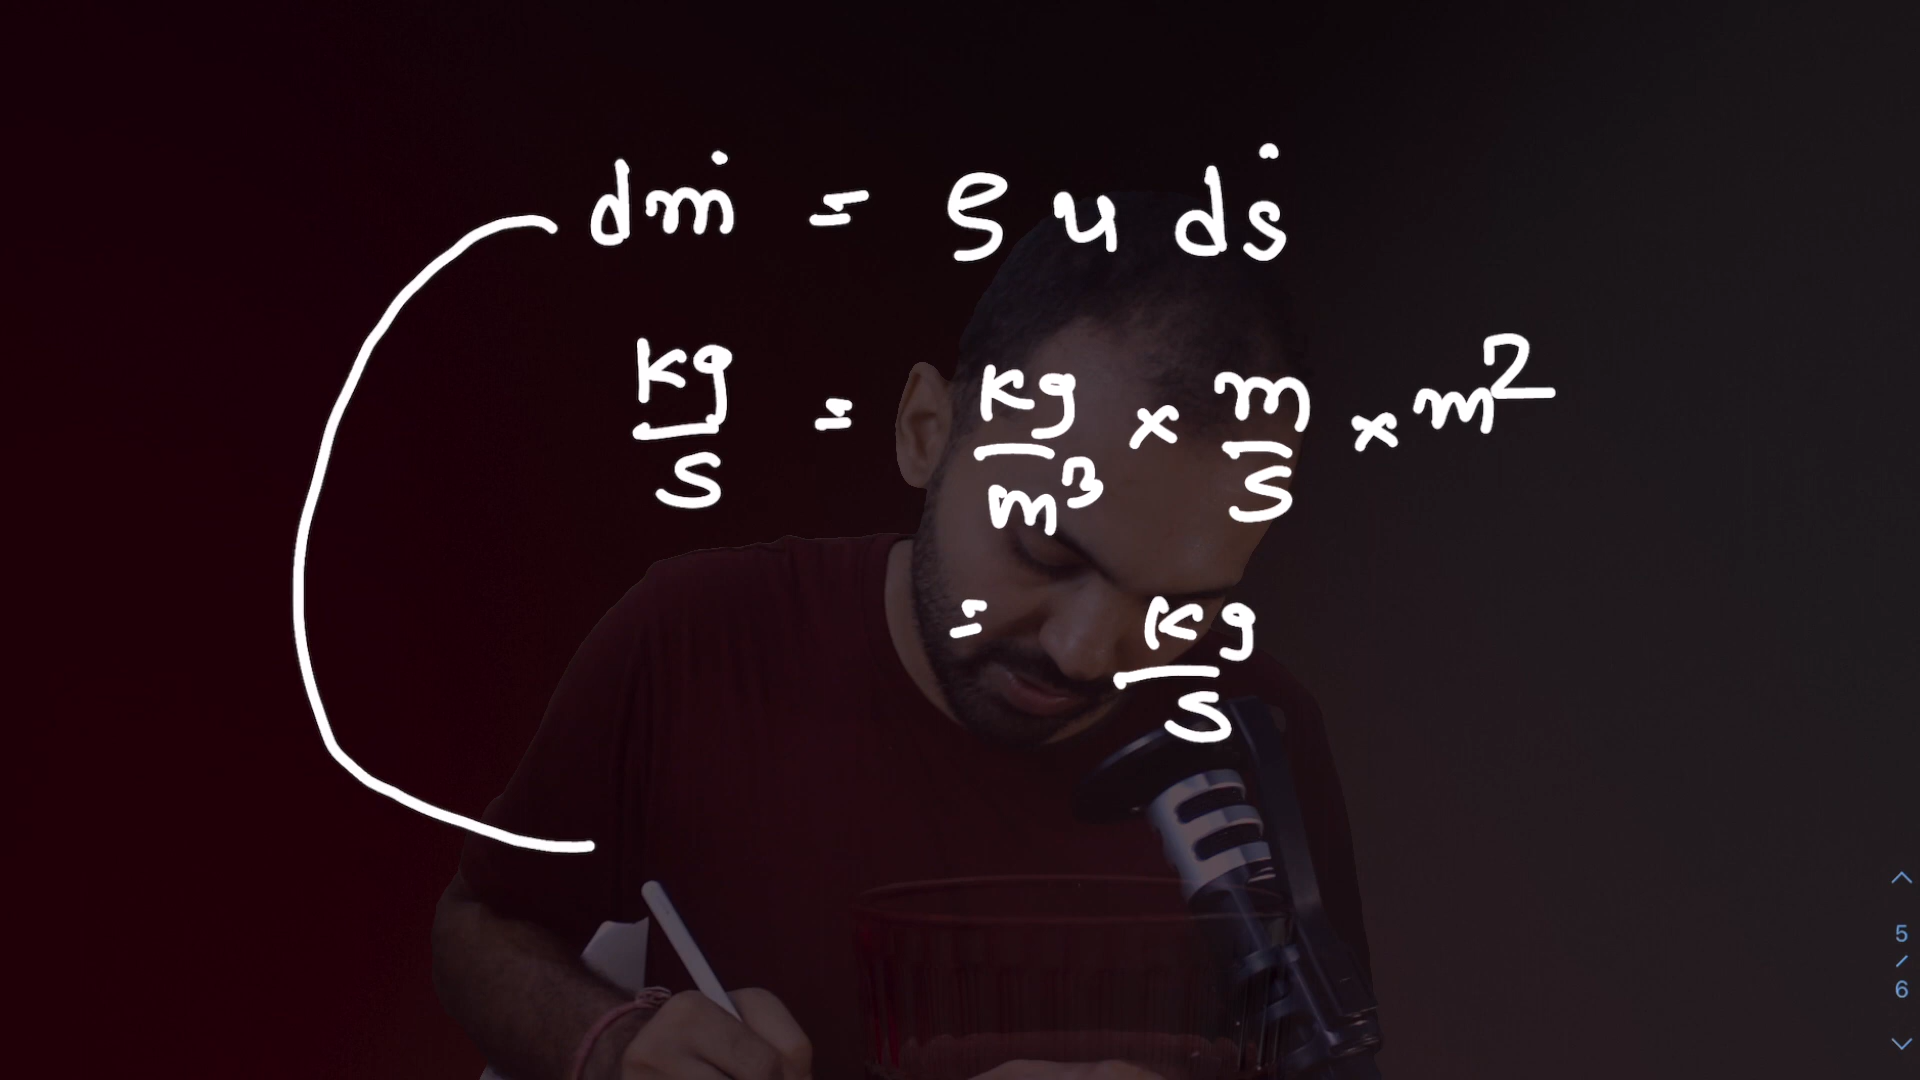 dṁ = ρ u dṡ
kg/s = kg/m³ × m/s × m²
= kg/s
5 / 6